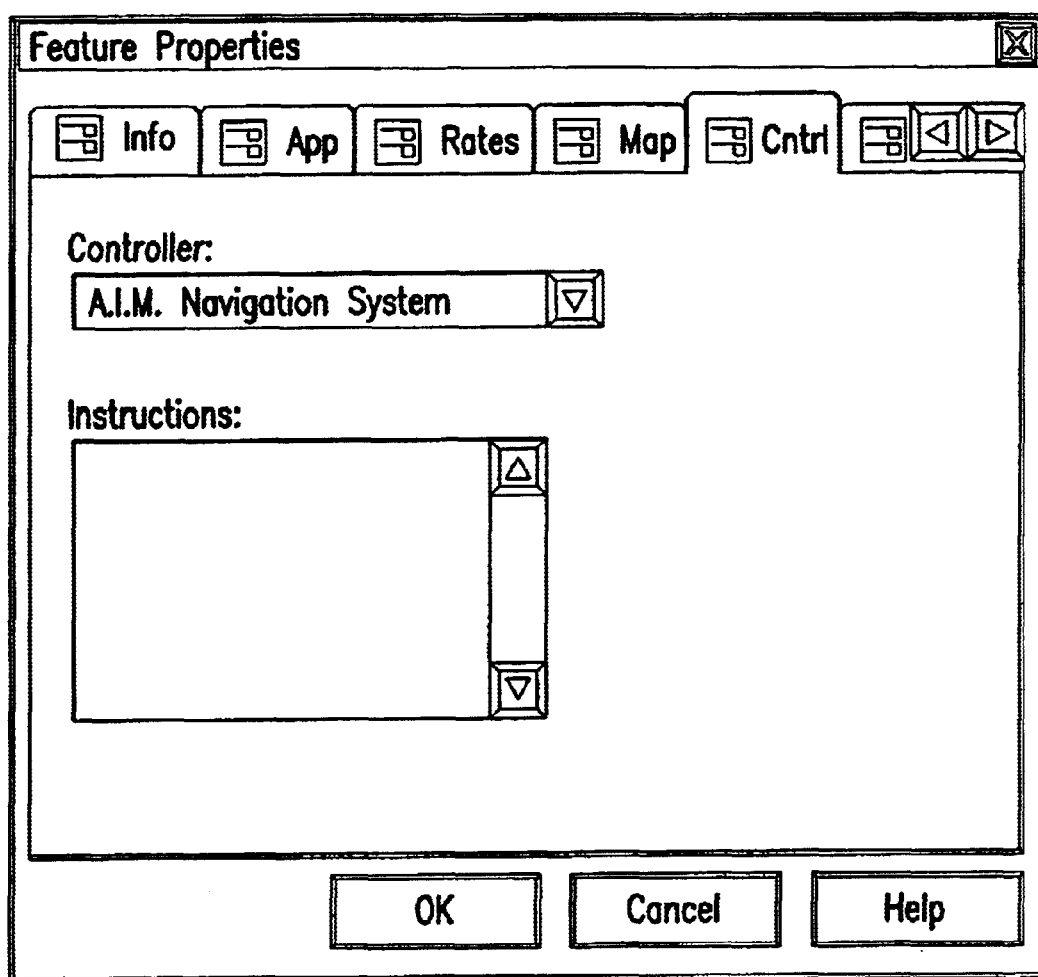 Feature Properties
Info App Rates Map Cntrl
Controller:
A.I.M. Navigation System
Instructions:
OK Cancel Help